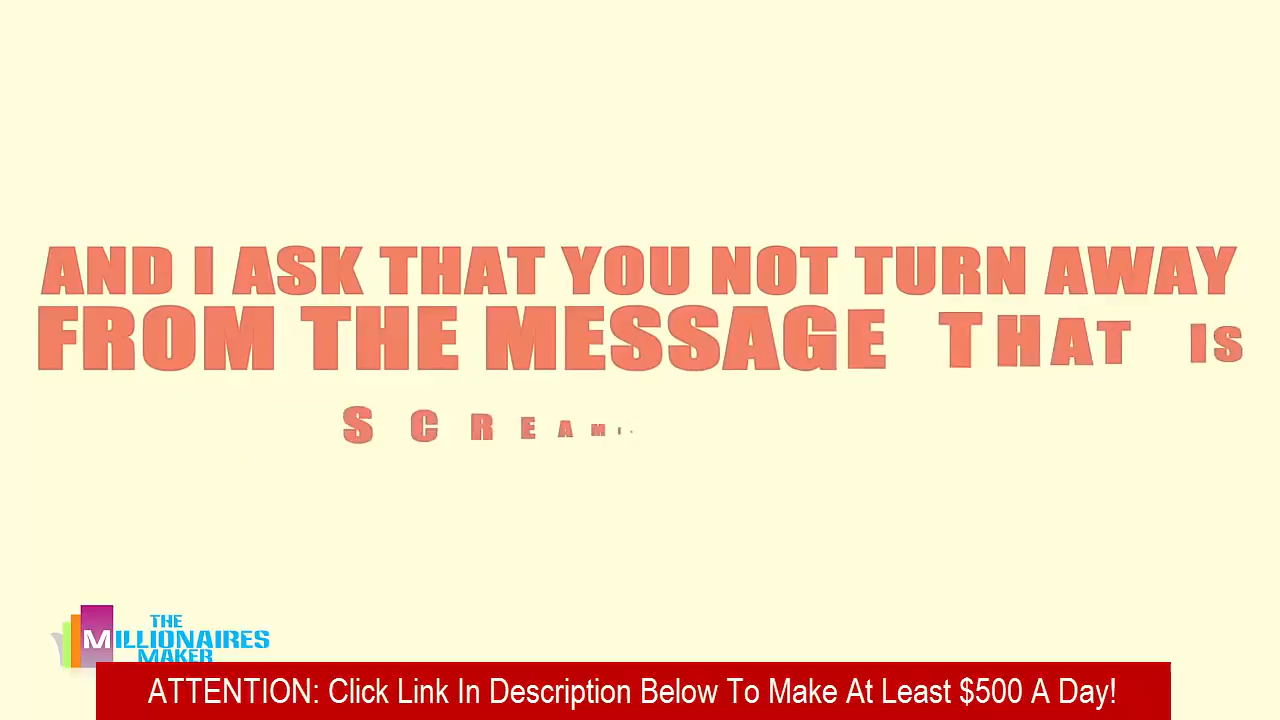 AND I ASK THAT YOU NOT TURN AWAY
FROM THE MESSAGE THAT IS
SCREAMI
THE
MILLIONAIRES
MAKER
ATTENTION: Click Link In Description Below To Make At Least $500 A Day!